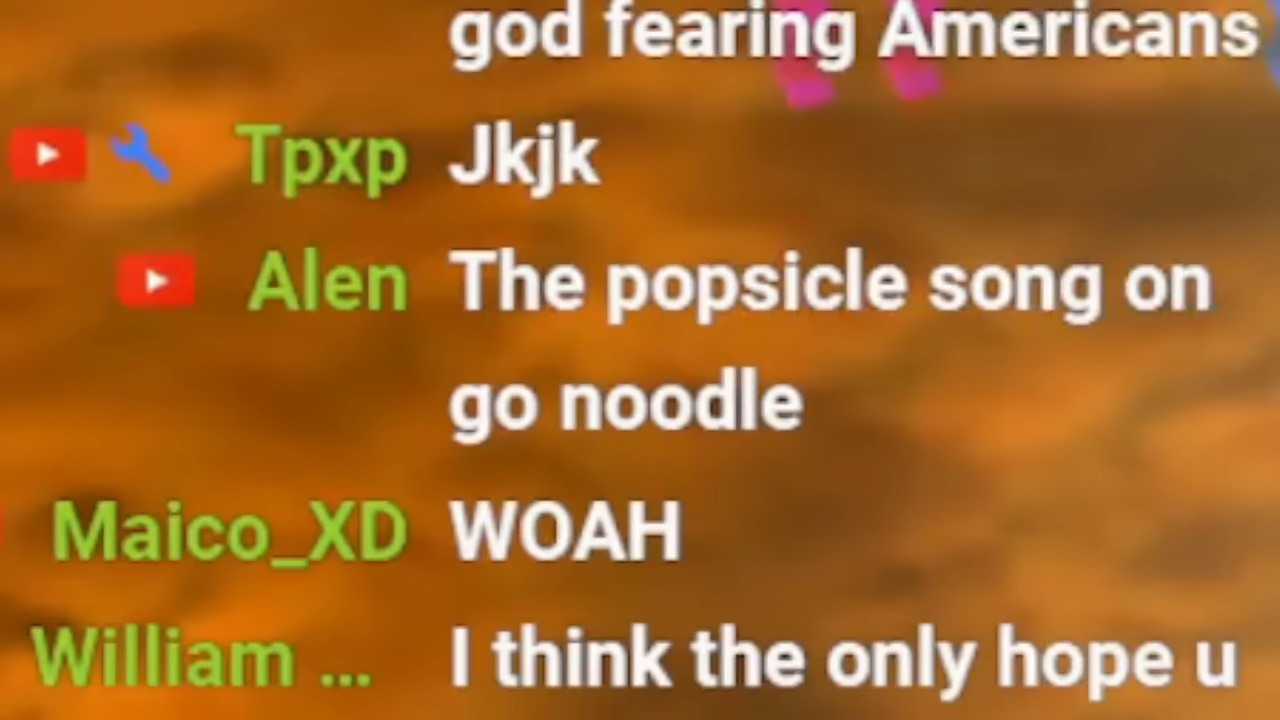 god fearing Americans
Tpxp Jkjk
Alen The popsicle song on
go noodle
Maico_XD WOAH
William ... I think the only hope u